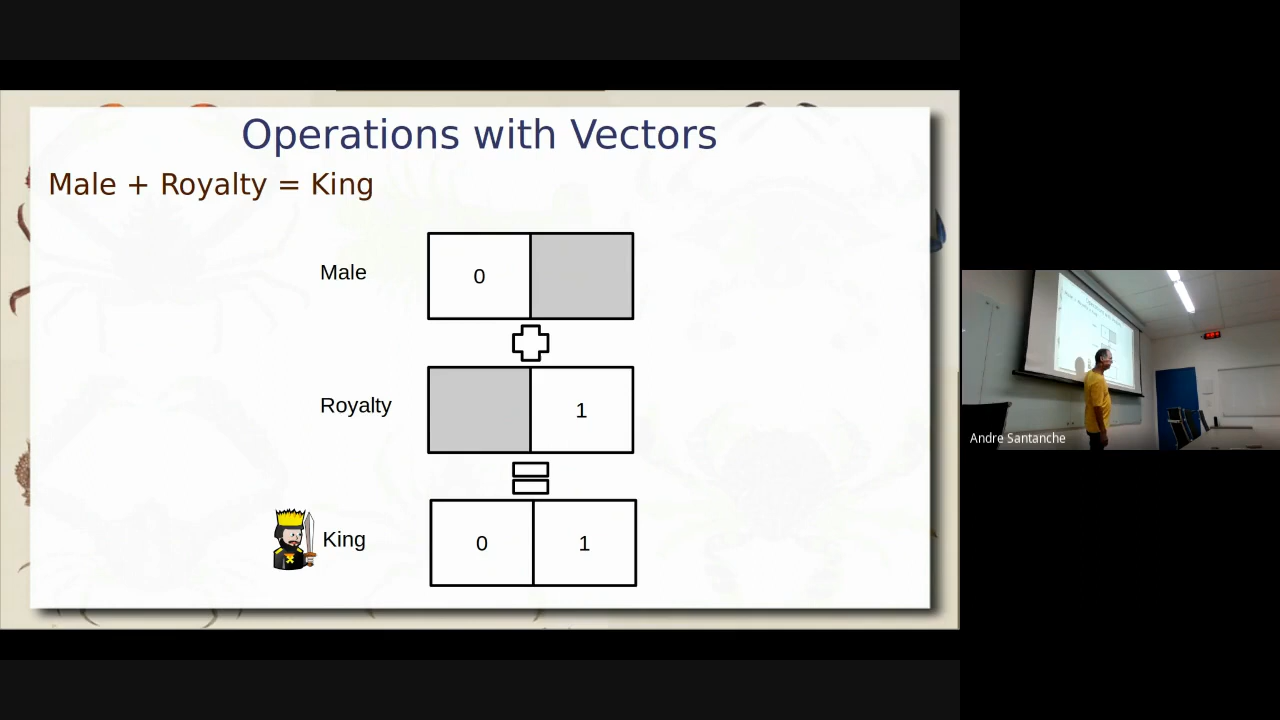 Operations with Vectors
Male + Royalty = King
Male
0
Royalty
1
King
0
1
Andre Santanche